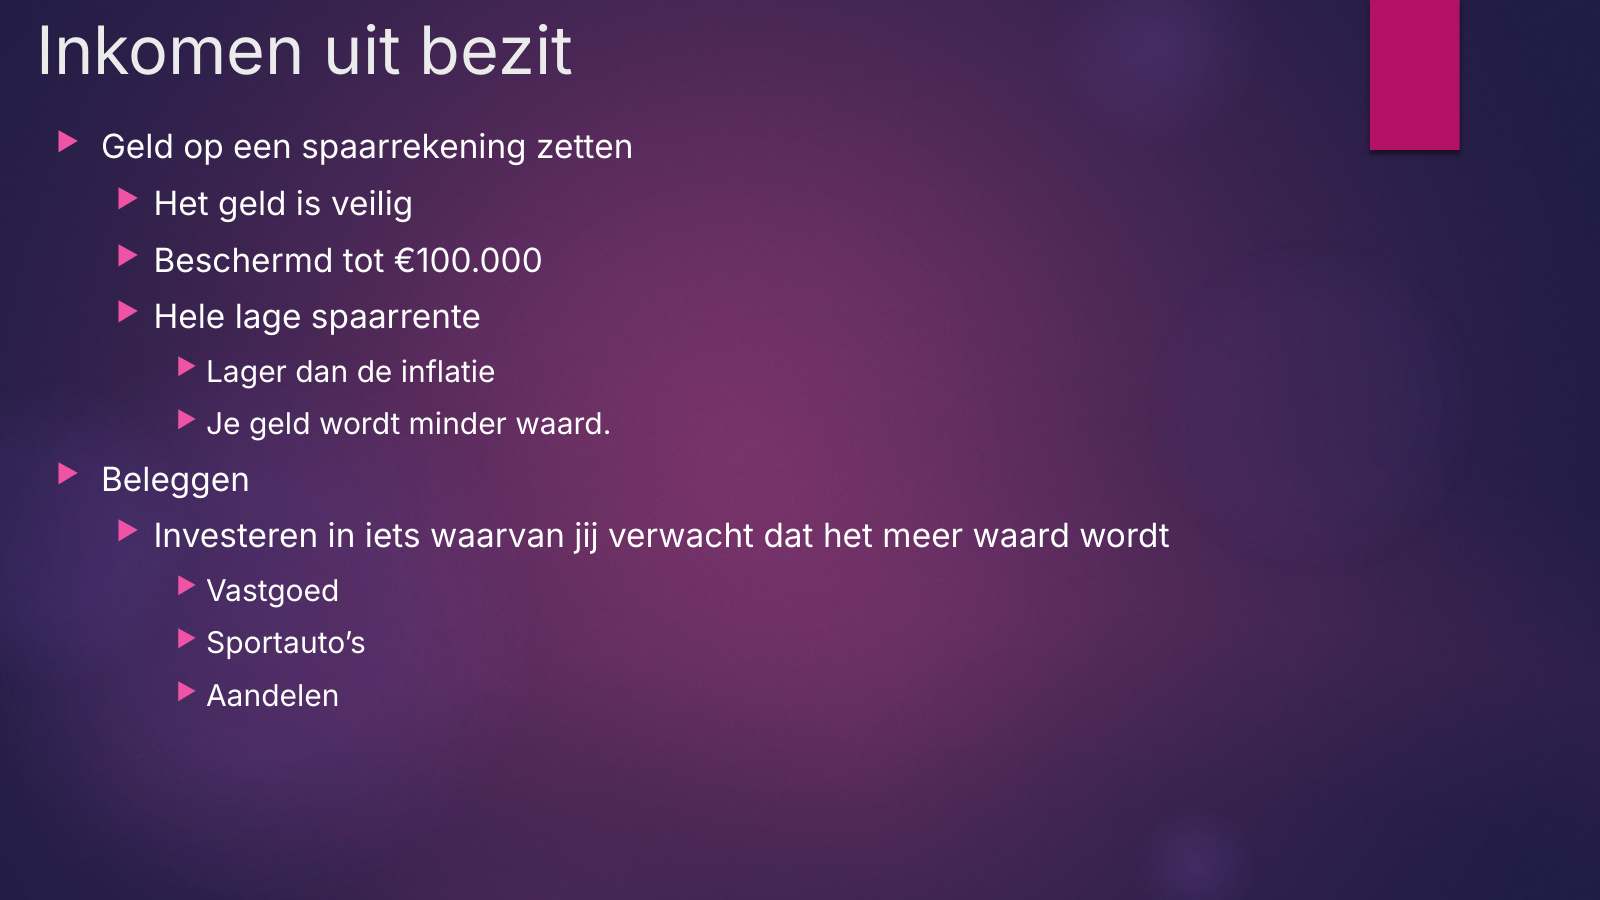 Inkomen uit bezit
Geld op een spaarrekening zetten
Het geld is veilig
Beschermd tot €100.000
Hele lage spaarrente
Lager dan de inflatie
Je geld wordt minder waard.
Beleggen
Investeren in iets waarvan jij verwacht dat het meer waard wordt
Vastgoed
Sportauto’s
Aandelen